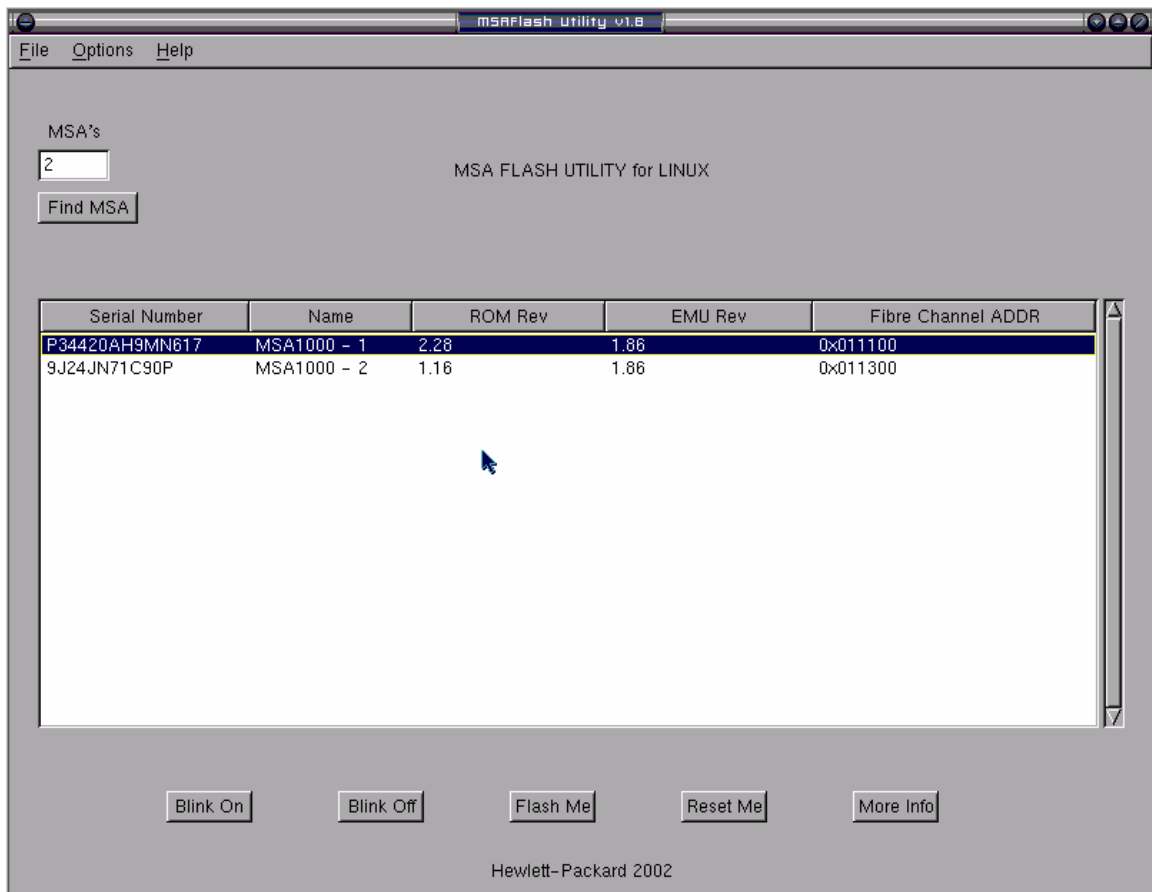 MSAFlash Utility v1.8
File Options Help
MSA's
2
MSA FLASH UTILITY for LINUX
Find MSA
Serial Number Name ROM Rev EMU Rev Fibre Channel ADDR
P34420AH9MN617 MSA1000 - 1 2.28 1.86 0x011100
9J24JN71C90P MSA1000 - 2 1.16 1.86 0x011300
Blink On Blink Off Flash Me Reset Me More Info
Hewlett-Packard 2002